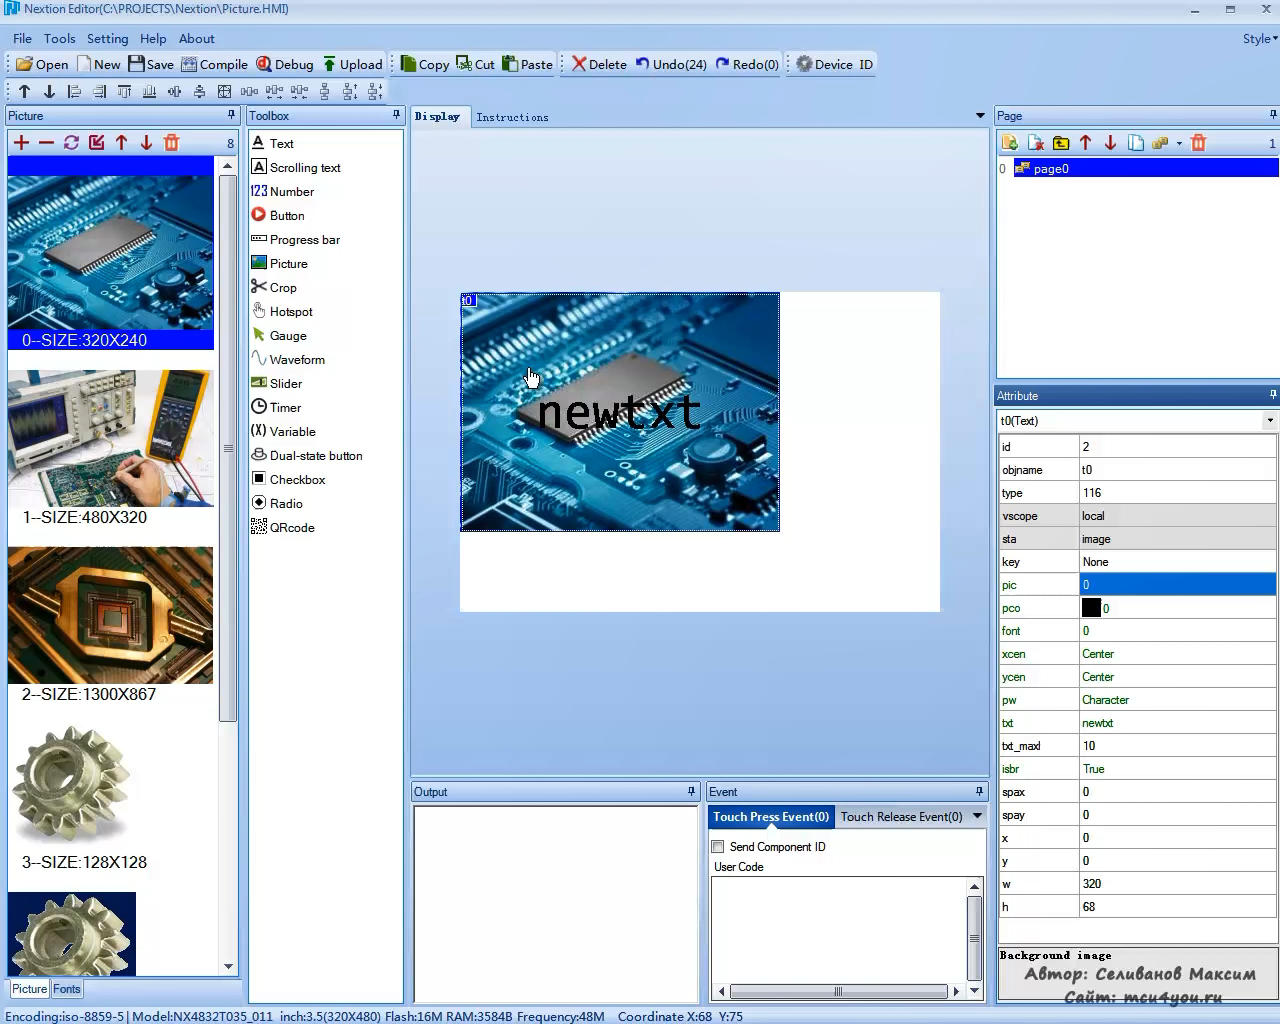 Nextion Editor(C:\PROJECTS\Nextion\Picture.HMI)
File Tools Setting Help About
Style
Open New Save Compile Debug Upload Copy Cut Paste Delete Undo(24) Redo(0) Device ID
Picture
8
0--SIZE:320X240
1--SIZE:480X320
2--SIZE:1300X867
3--SIZE:128X128
Picture Fonts
Toolbox
Text
Scrolling text
123 Number
Button
Progress bar
Picture
Crop
Hotspot
Gauge
Waveform
Slider
Timer
(X) Variable
Dual-state button
Checkbox
Radio
QRcode
Display Instructions
t0
newtxt
Output
Event
Touch Press Event(0) Touch Release Event(0)
Send Component ID
User Code
Page
1
0 page0
Attribute
t0(Text)
id 2
objname t0
type 116
vscope local
sta image
key None
pic 0
pco 0
font 0
xcen Center
ycen Center
pw Character
txt newtxt
txt_maxl 10
isbr True
spax 0
spay 0
x 0
y 0
w 320
h 68
Background image
Автор: Селиванов Максим
Сайт: mcu4you.ru
Encoding:iso-8859-5 Model:NX4832T035_011 inch:3.5(320X480) Flash:16M RAM:3584B Frequency:48M Coordinate X:68 Y:75